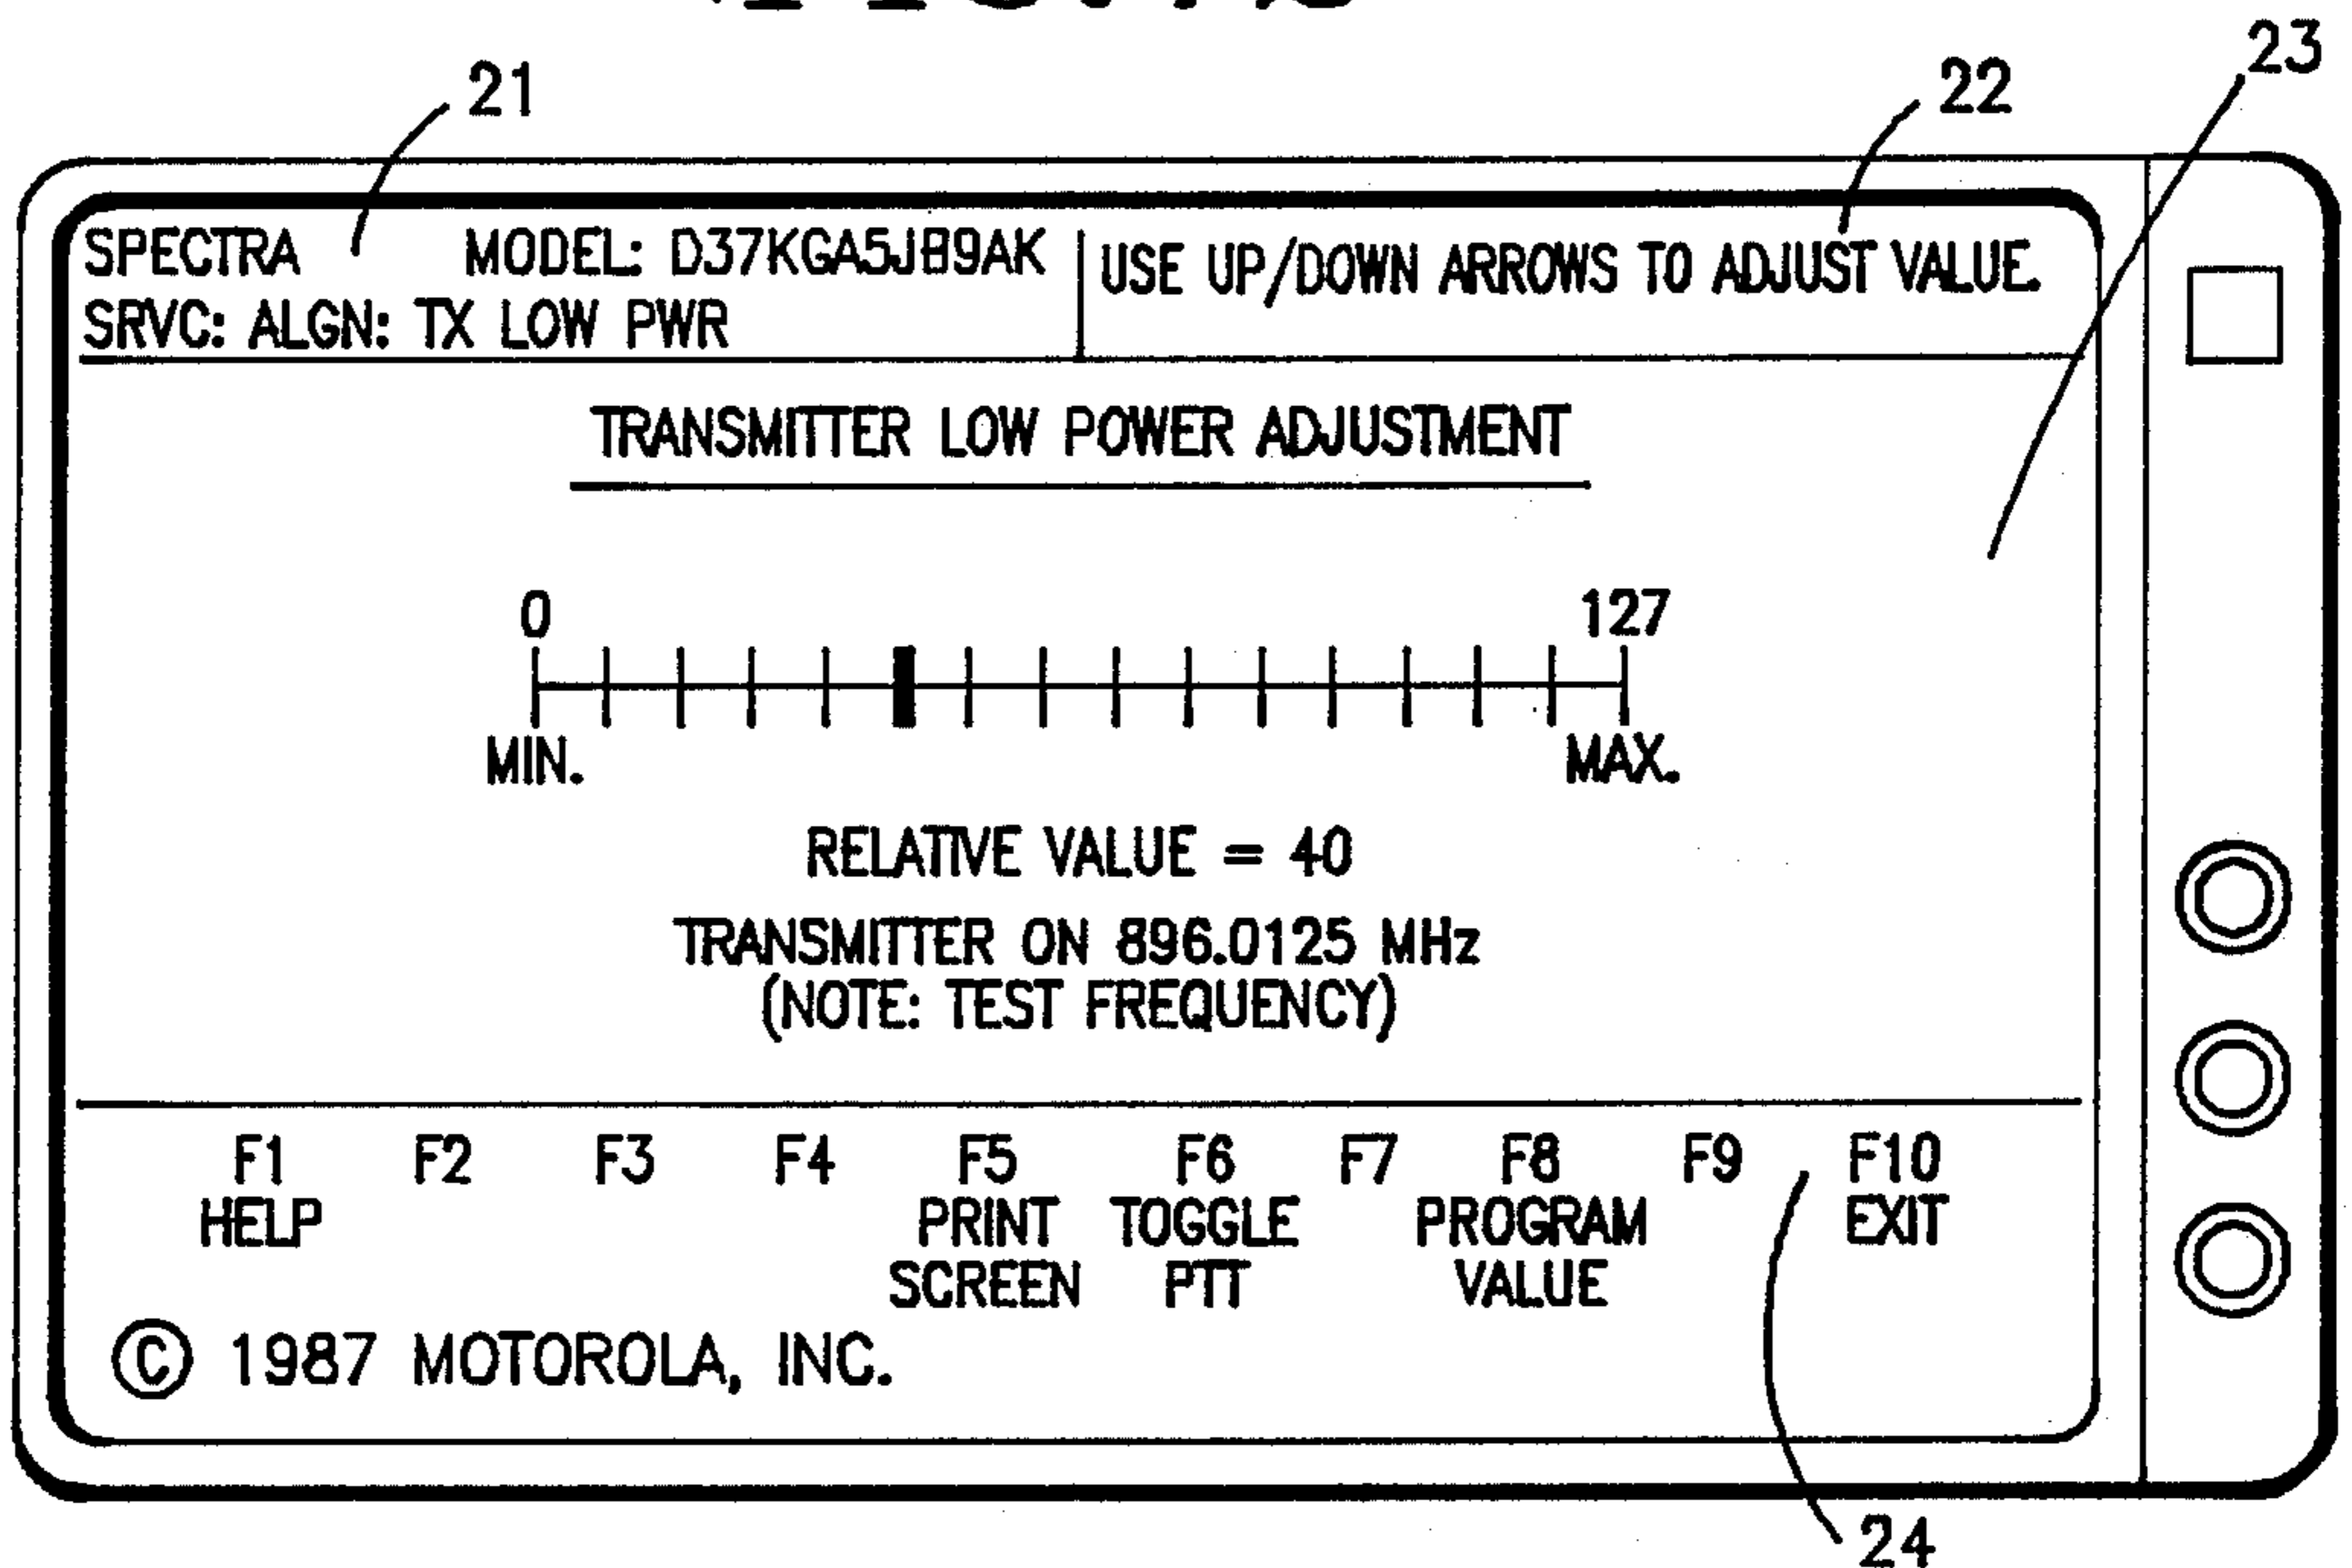 21
22
23
SPECTRA MODEL: D37KGA5JB9AK
SRVC: ALGN: TX LOW PWR
USE UP/DOWN ARROWS TO ADJUST VALUE.
TRANSMITTER LOW POWER ADJUSTMENT
0 127
MIN. MAX.
RELATIVE VALUE = 40
TRANSMITTER ON 896.0125 MHz
(NOTE: TEST FREQUENCY)
F1 F2 F3 F4 F5 F6 F7 F8 F9 F10
HELP PRINT TOGGLE PROGRAM EXIT
SCREEN PTT VALUE
© 1987 MOTOROLA, INC.
24